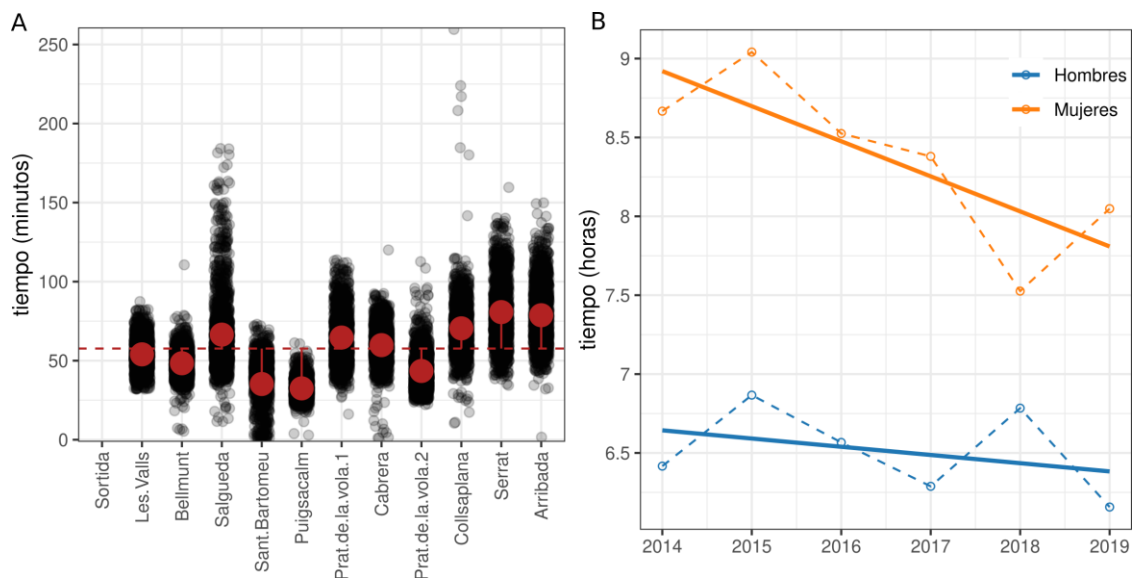 A
tiempo (minutos)
250
200
150
100
50
0
Sortida
Les.Valls
Bellmunt
Salgueda
Sant.Bartomeu
Puigsacalm
Prat.de.la.vola.1
Cabrera
Prat.de.la.vola.2
Collsaplana
Serrat
Arribada
B
tiempo (horas)
9
8.5
8
7.5
7
6.5
Hombres
Mujeres
2014 2015 2016 2017 2018 2019